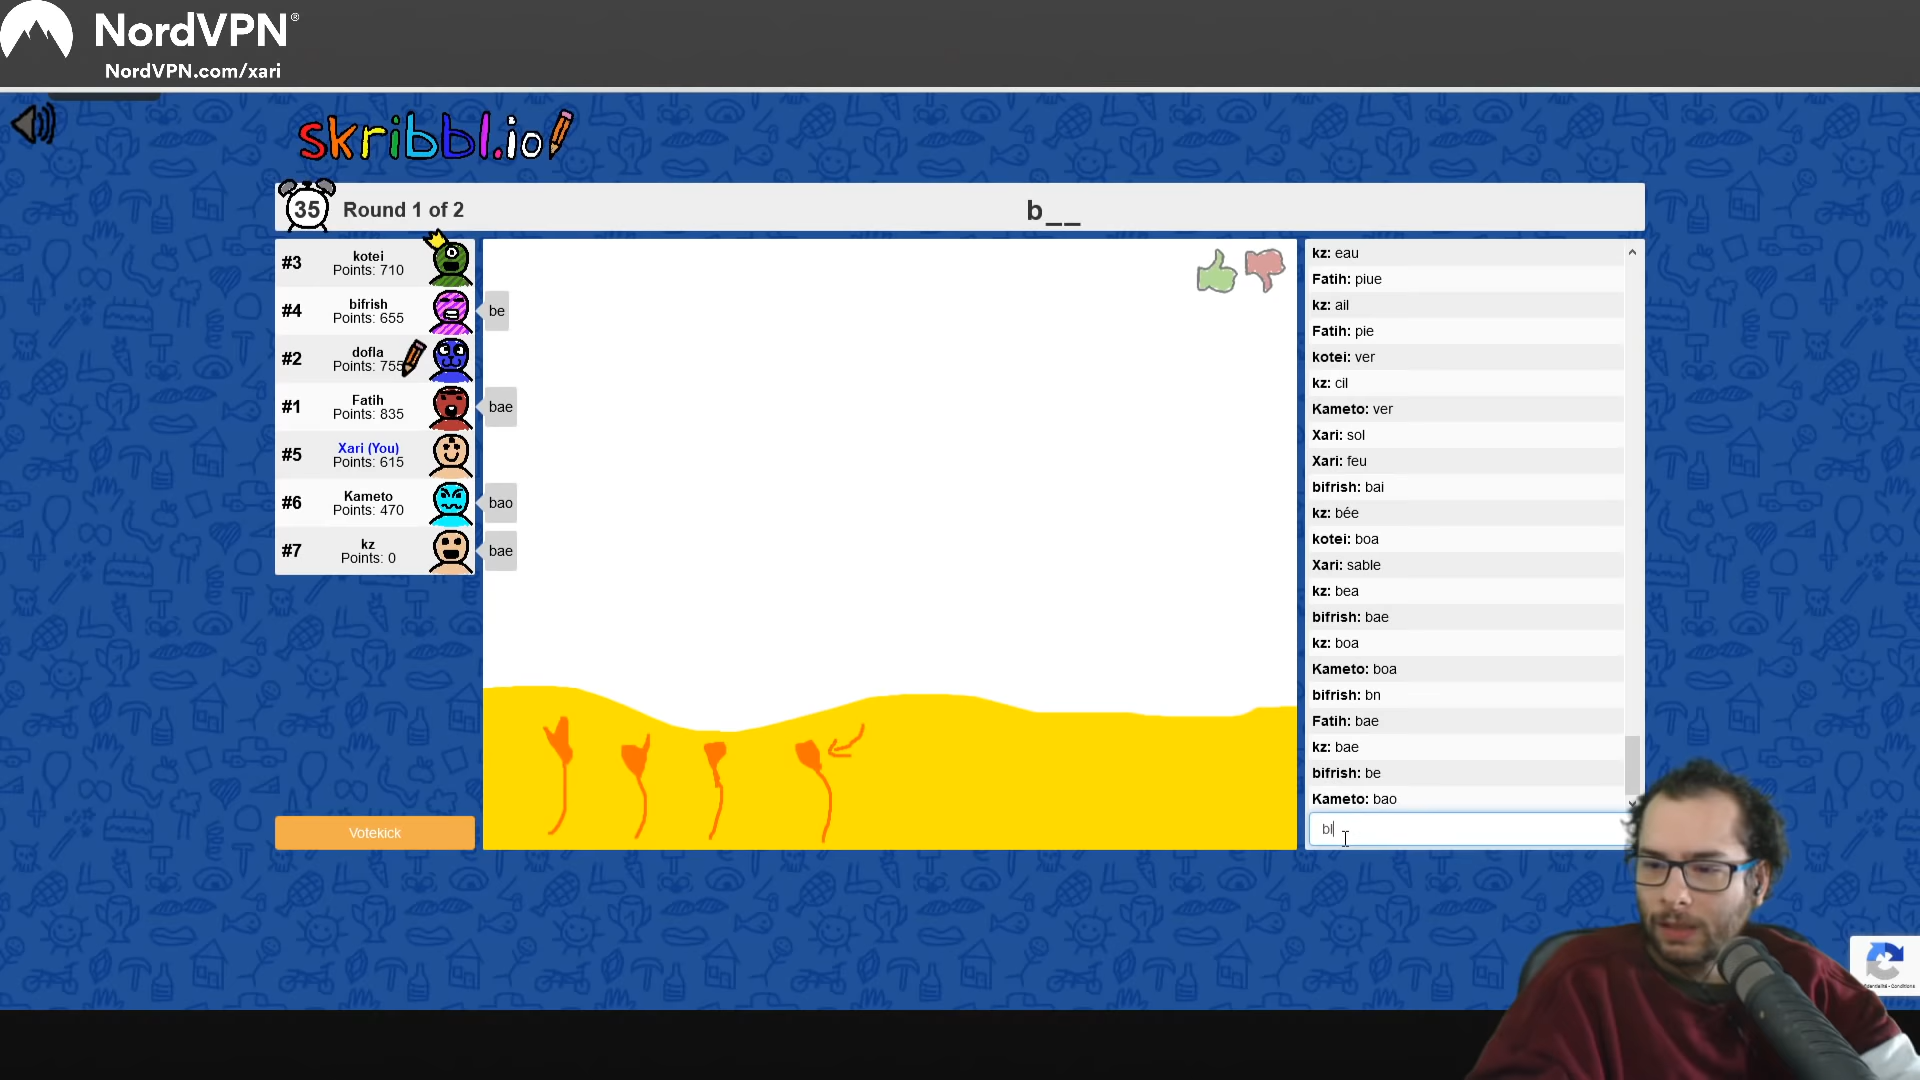 NordVPN®
NordVPN.com/xari
skribbl.io
35
Round 1 of 2
b__
#3
kotei
Points: 710
#4
bifrish
Points: 655
be
#2
dofla
Points: 755
#1
Fatih
Points: 835
bae
#5
Xari (You)
Points: 615
#6
Kameto
Points: 470
bao
#7
kz
Points: 0
bae
Votekick
kz: eau
Fatih: piue
kz: ail
Fatih: pie
kotei: ver
kz: cil
Kameto: ver
Xari: sol
Xari: feu
bifrish: bai
kz: bée
kotei: boa
Xari: sable
kz: bea
bifrish: bae
kz: boa
Kameto: boa
bifrish: bn
Fatih: bae
kz: bae
bifrish: be
Kameto: bao